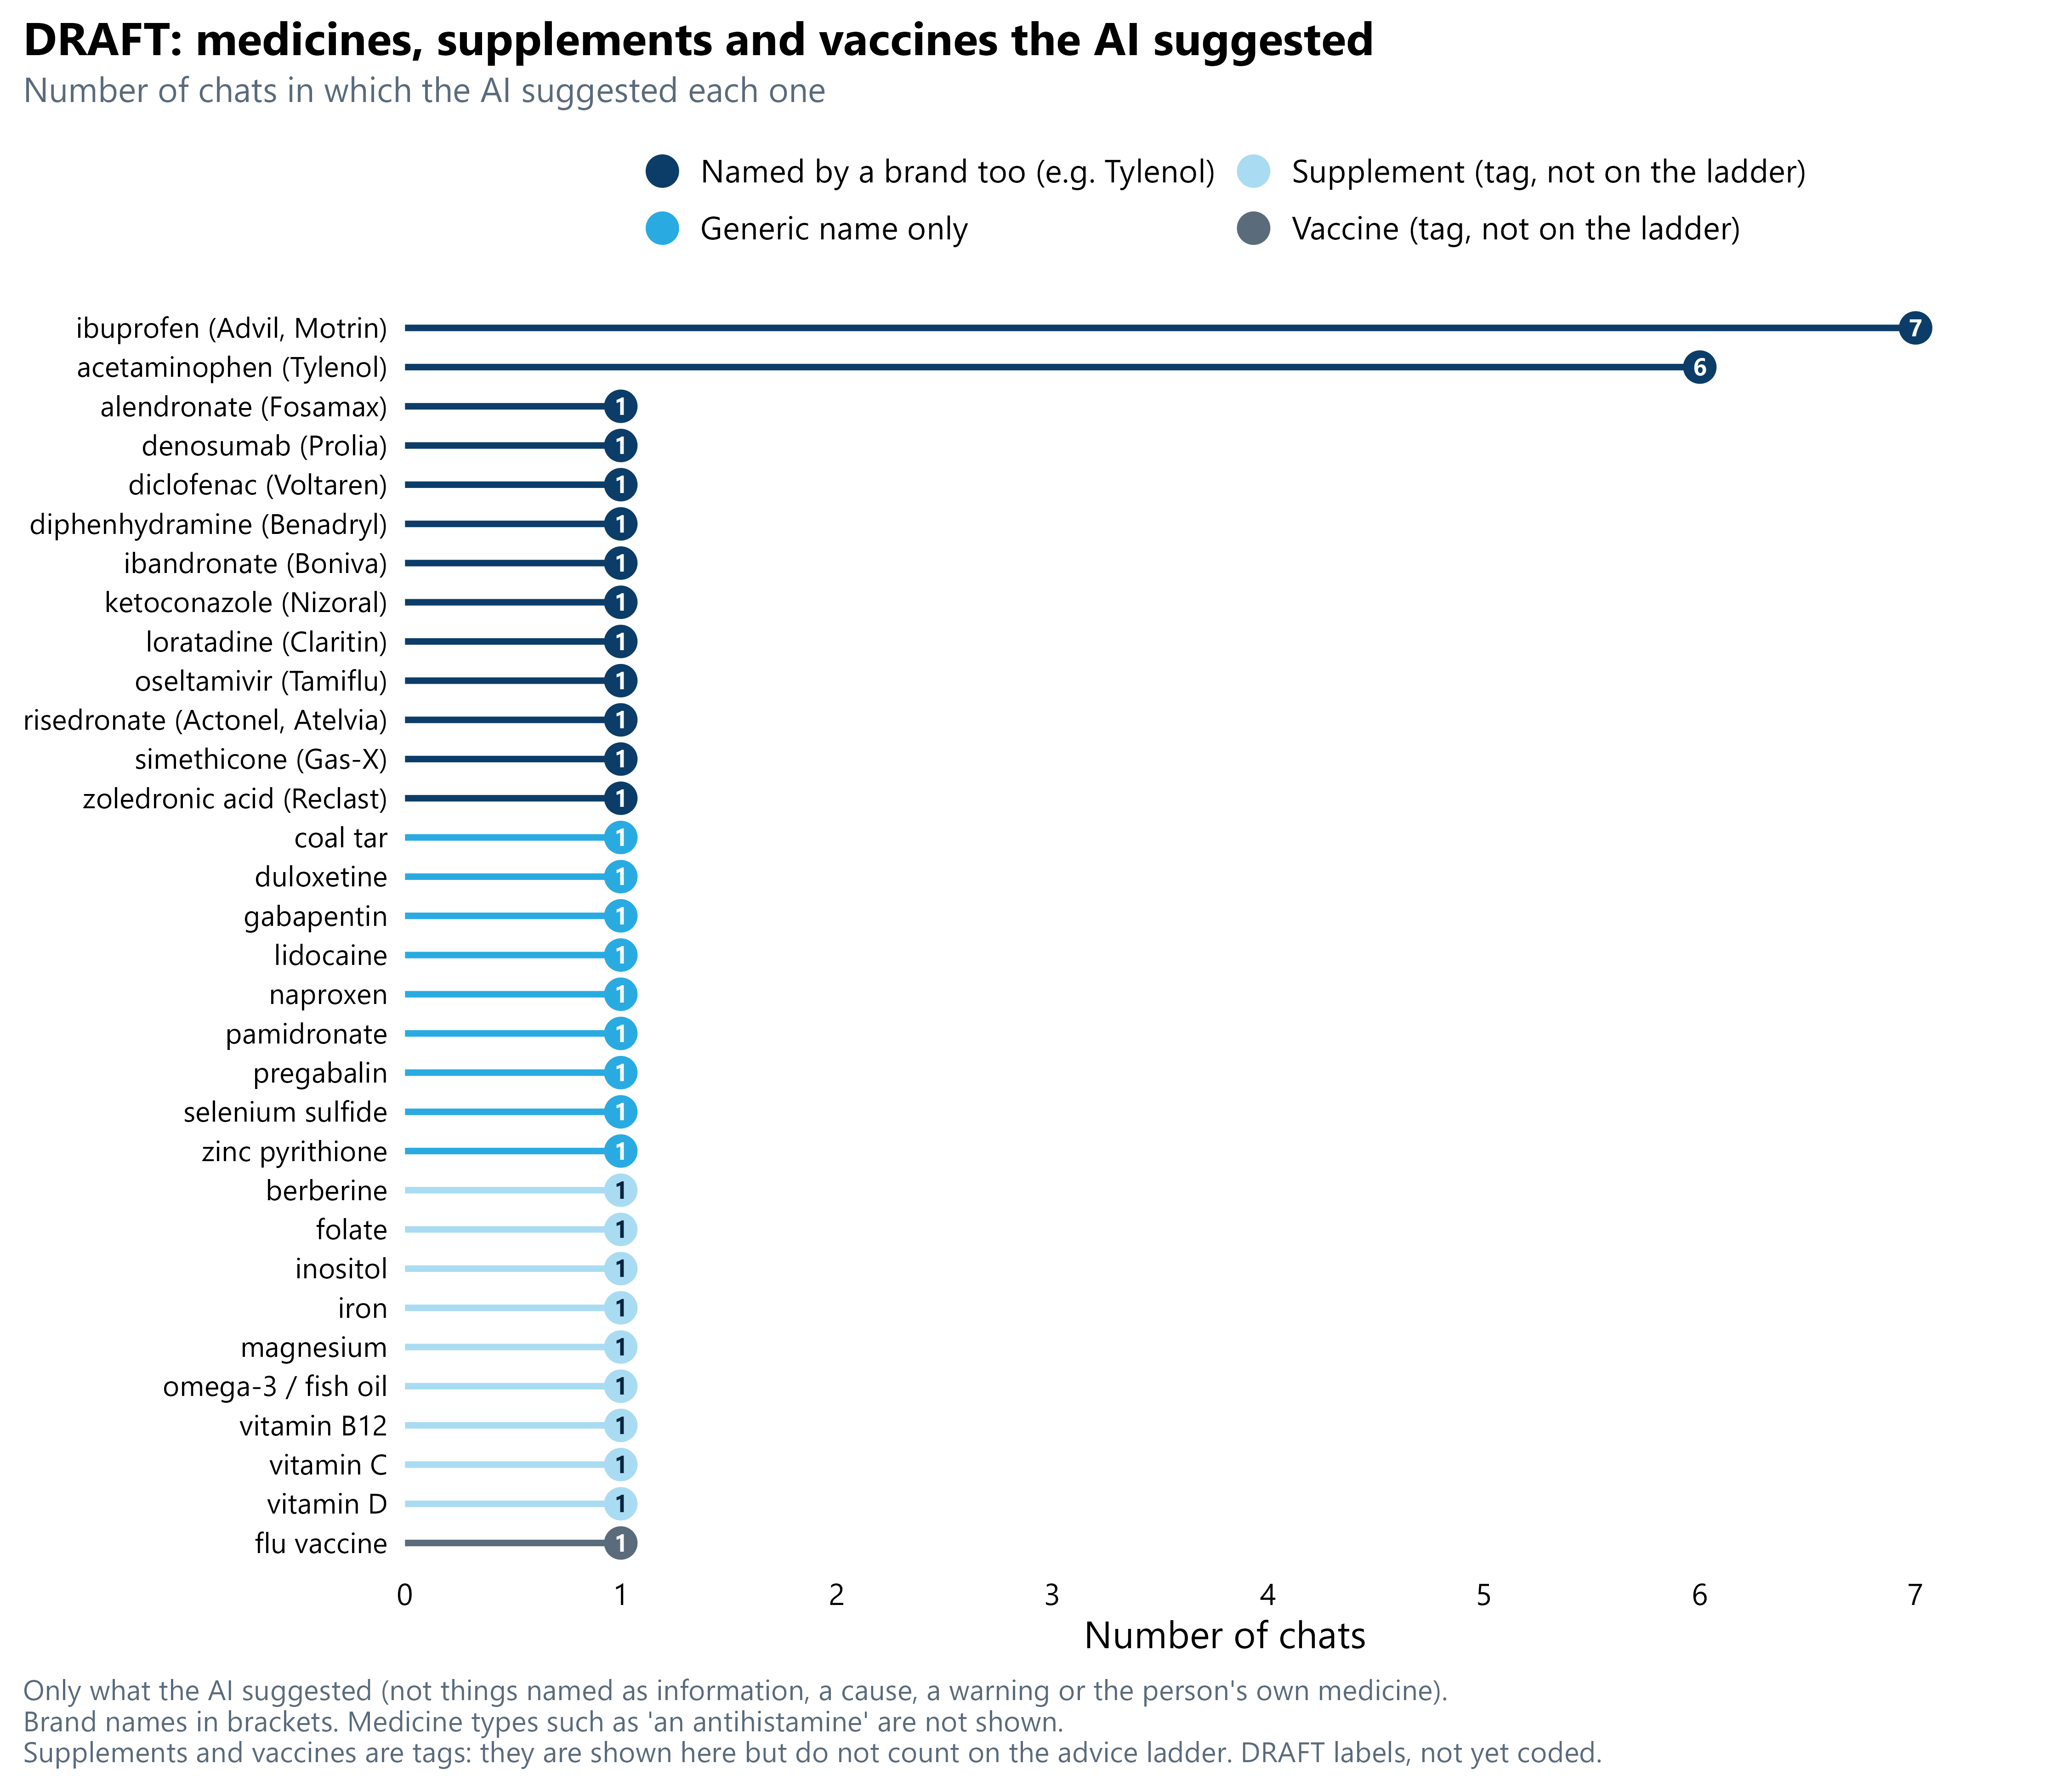 DRAFT: medicines, supplements and vaccines the AI suggested
Number of chats in which the AI suggested each one
Named by a brand too (e.g. Tylenol)
Supplement (tag, not on the ladder)
Generic name only
Vaccine (tag, not on the ladder)
ibuprofen (Advil, Motrin) 7
acetaminophen (Tylenol) 6
alendronate (Fosamax) 1
denosumab (Prolia) 1
diclofenac (Voltaren) 1
diphenhydramine (Benadryl) 1
ibandronate (Boniva) 1
ketoconazole (Nizoral) 1
loratadine (Claritin) 1
oseltamivir (Tamiflu) 1
risedronate (Actonel, Atelvia) 1
simethicone (Gas-X) 1
zoledronic acid (Reclast) 1
coal tar 1
duloxetine 1
gabapentin 1
lidocaine 1
naproxen 1
pamidronate 1
pregabalin 1
selenium sulfide 1
zinc pyrithione 1
berberine 1
folate 1
inositol 1
iron 1
magnesium 1
omega-3 / fish oil 1
vitamin B12 1
vitamin C 1
vitamin D 1
flu vaccine 1
0 1 2 3 4 5 6 7
Number of chats
Only what the AI suggested (not things named as information, a cause, a warning or the person's own medicine).
Brand names in brackets. Medicine types such as 'an antihistamine' are not shown.
Supplements and vaccines are tags: they are shown here but do not count on the advice ladder. DRAFT labels, not yet coded.